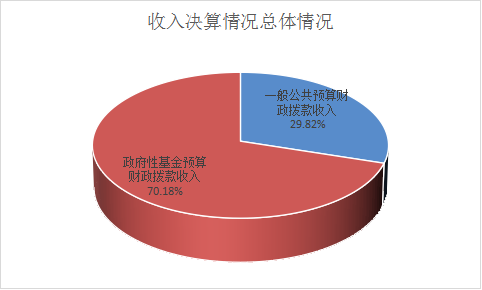 收入决算情况总体情况
一般公共预算财
政拨款收入
29.82%
政府性基金预算
财政拨款收入
70.18%